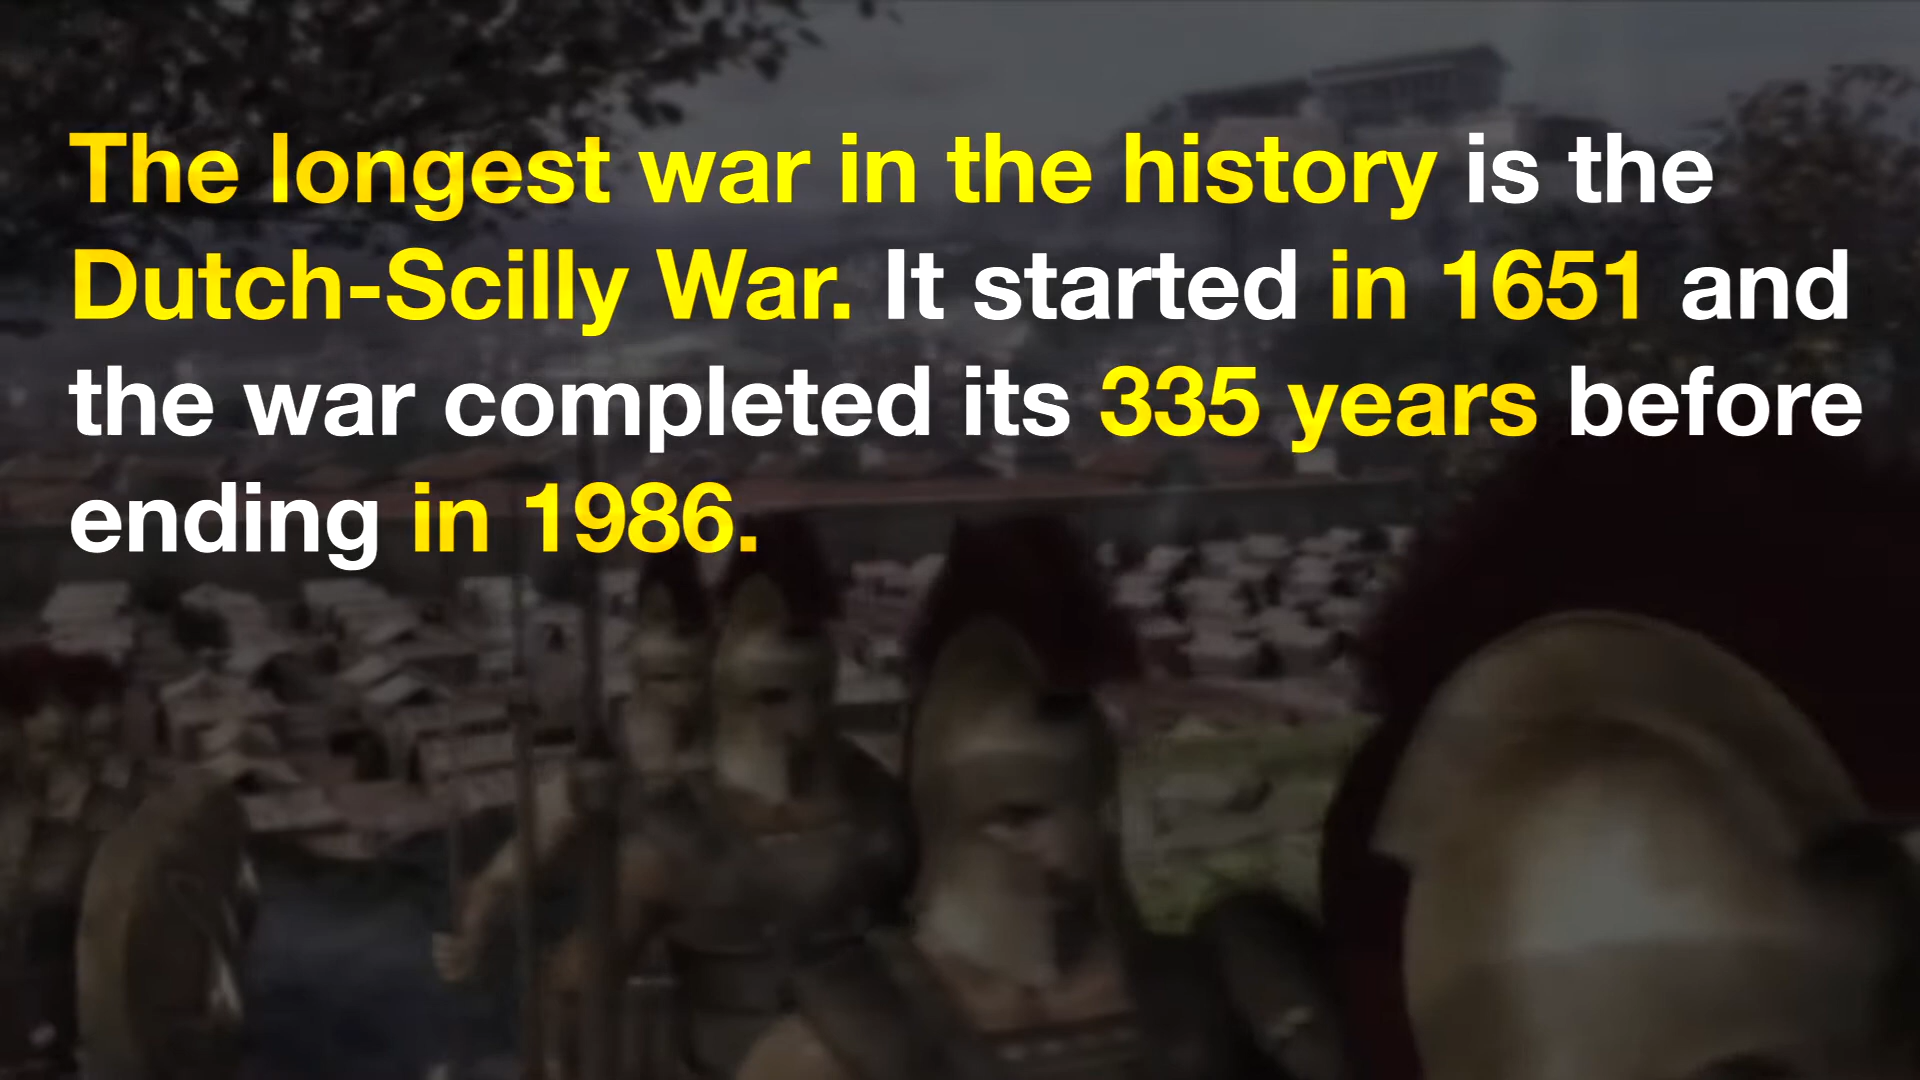 The longest war in the history is the
Dutch-Scilly War. It started in 1651 and
the war completed its 335 years before
ending in 1986.